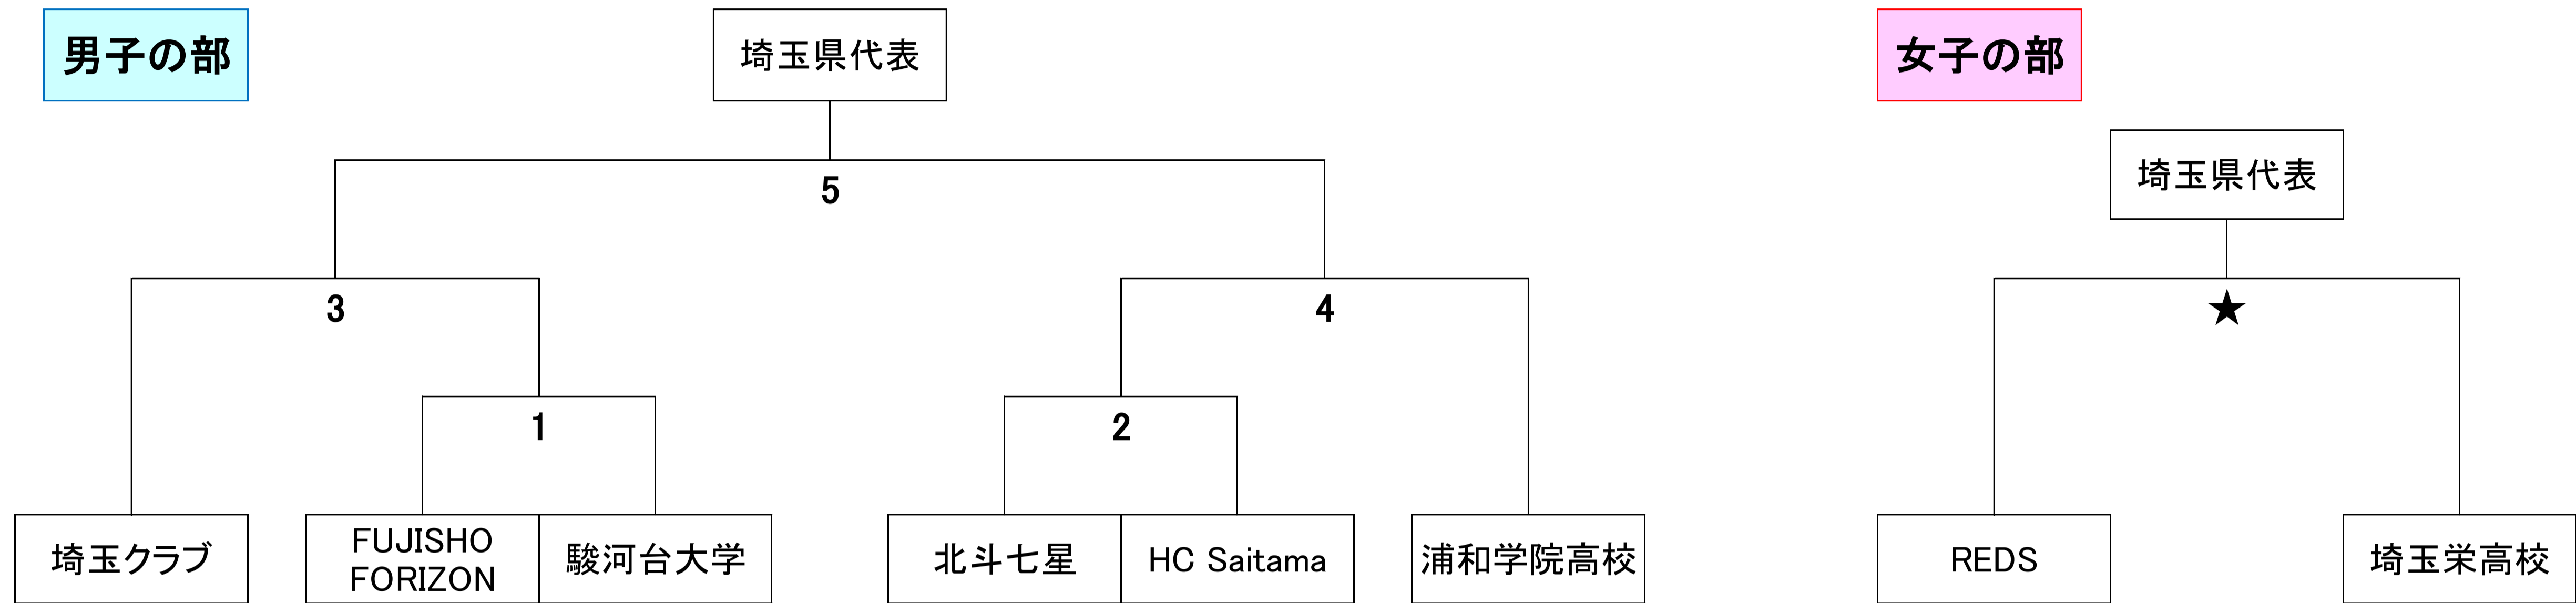 男子の部
埼玉県代表
女子の部
埼玉県代表
5
3
4
★
1
2
埼玉クラブ
FUJISHO
FORIZON
駿河台大学
北斗七星
HC Saitama
浦和学院高校
REDS
埼玉栄高校